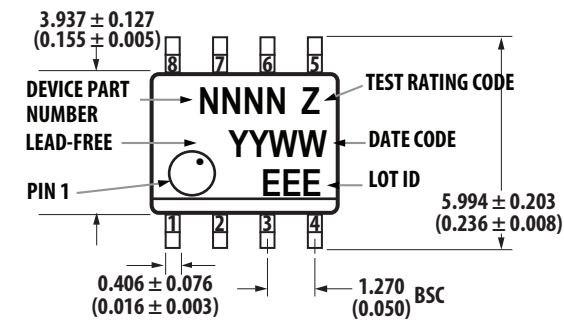 3.937 ± 0.127
(0.155 ± 0.005)
8 7 6 5
DEVICE PART
NUMBER
NNNN Z
TEST RATING CODE
LEAD-FREE
YYWW
DATE CODE
PIN 1
EEE
LOT ID
5.994 ± 0.203
(0.236 ± 0.008)
1 2 3 4
0.406 ± 0.076
(0.016 ± 0.003)
1.270
(0.050)
BSC